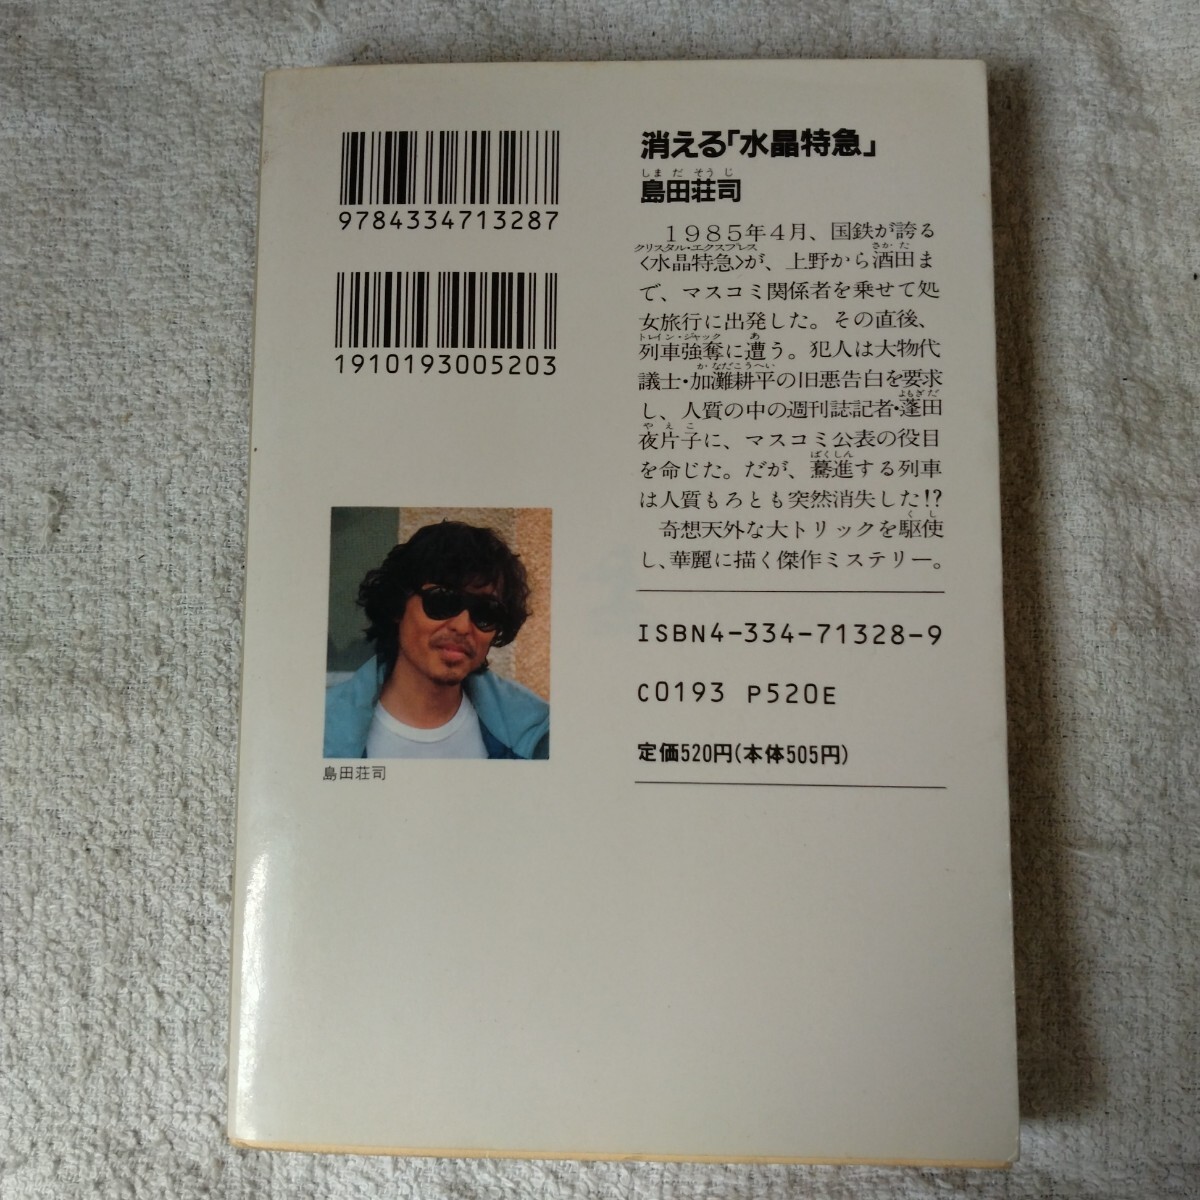 9784334713287
1910193005203
島田荘司
消える「水晶特急」
しまだそうじ
島田荘司
1985年4月、国鉄が誇る
クリスタル・エクスプレス
さかた
〈水晶特急〉が、上野から酒田ま
で、マスコミ関係者を乗せて処
女旅行に出発した。その直後、
トレイン・ジャック
あ
列車強奪に遭う。犯人は大物代
かなだこうへい
議士・加灘耕平の旧悪告白を要求
よもぎだ
し、人質の中の週刊誌記者・蓬田
やえこ
夜片子に、マスコミ公表の役目
ばくしん
を命じた。だが、驀進する列車
は人質もろとも突然消失した!?
くし
奇想天外な大トリックを駆使
し、華麗に描く傑作ミステリー。
ISBN4-334-71328-9
C0193 P520E
定価520円(本体505円)